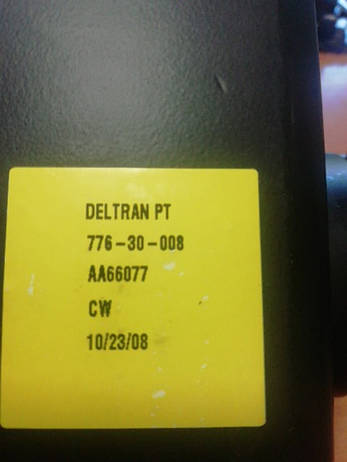 DELTRAN PT
776-30-008
AA66077
CW
10/23/08